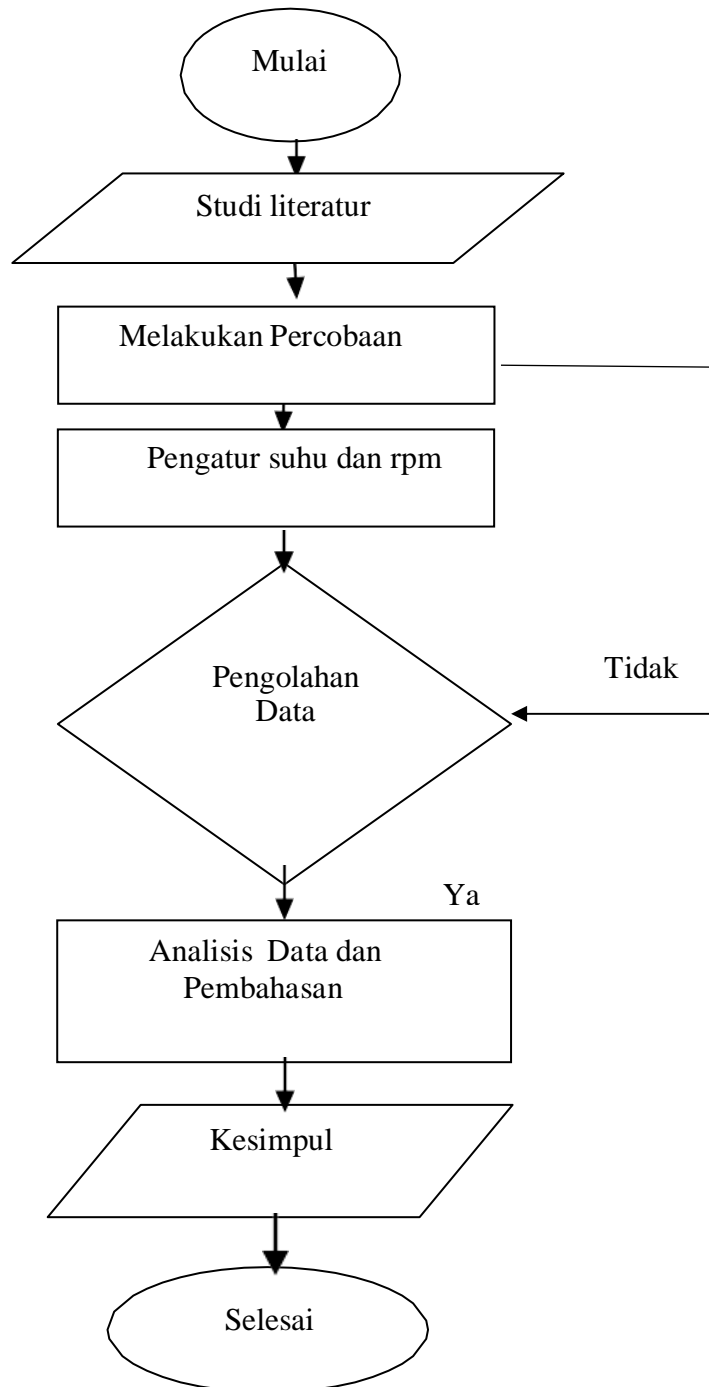 Mulai
Studi literatur
Melakukan Percobaan
Pengatur suhu dan rpm
Pengolahan
Data
Tidak
Ya
Analisis Data dan
Pembahasan
Kesimpul
Selesai